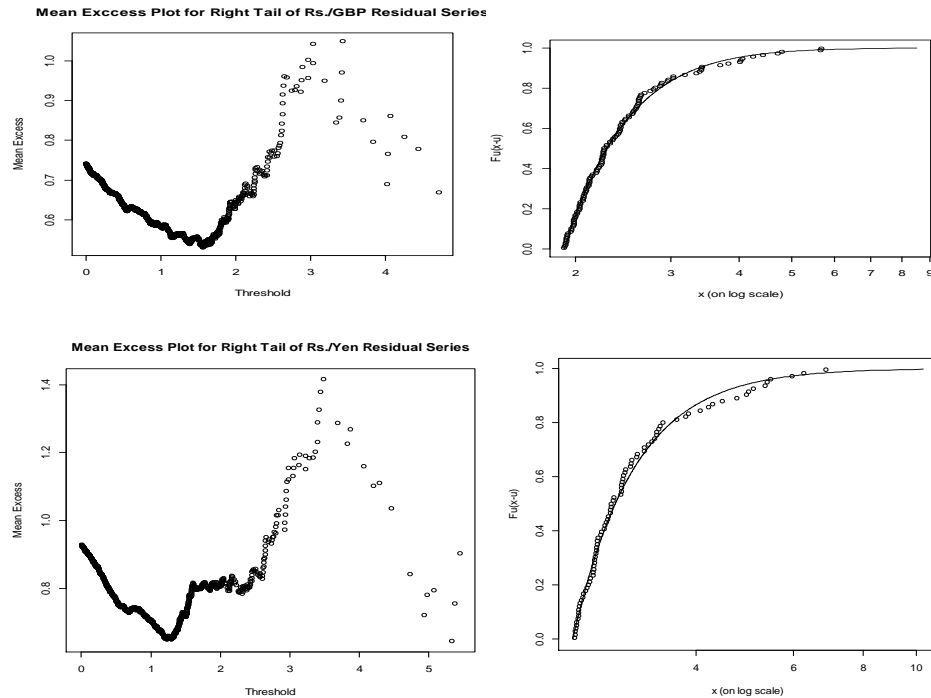 Mean Exccess Plot for Right Tail of Rs./GBP Residual Series
Mean Excess
0.6 0.7 0.8 0.9 1.0
0 1 2 3 4
Threshold
Fu(x-u)
0.0 0.2 0.4 0.6 0.8 1.0
2 3 4 5 6 7 8 9
x (on log scale)
Mean Excess Plot for Right Tail of Rs./Yen Residual Series
Mean Excess
0.8 1.0 1.2 1.4
0 1 2 3 4 5
Threshold
Fu(x-u)
0.0 0.2 0.4 0.6 0.8 1.0
4 6 8 10
x (on log scale)